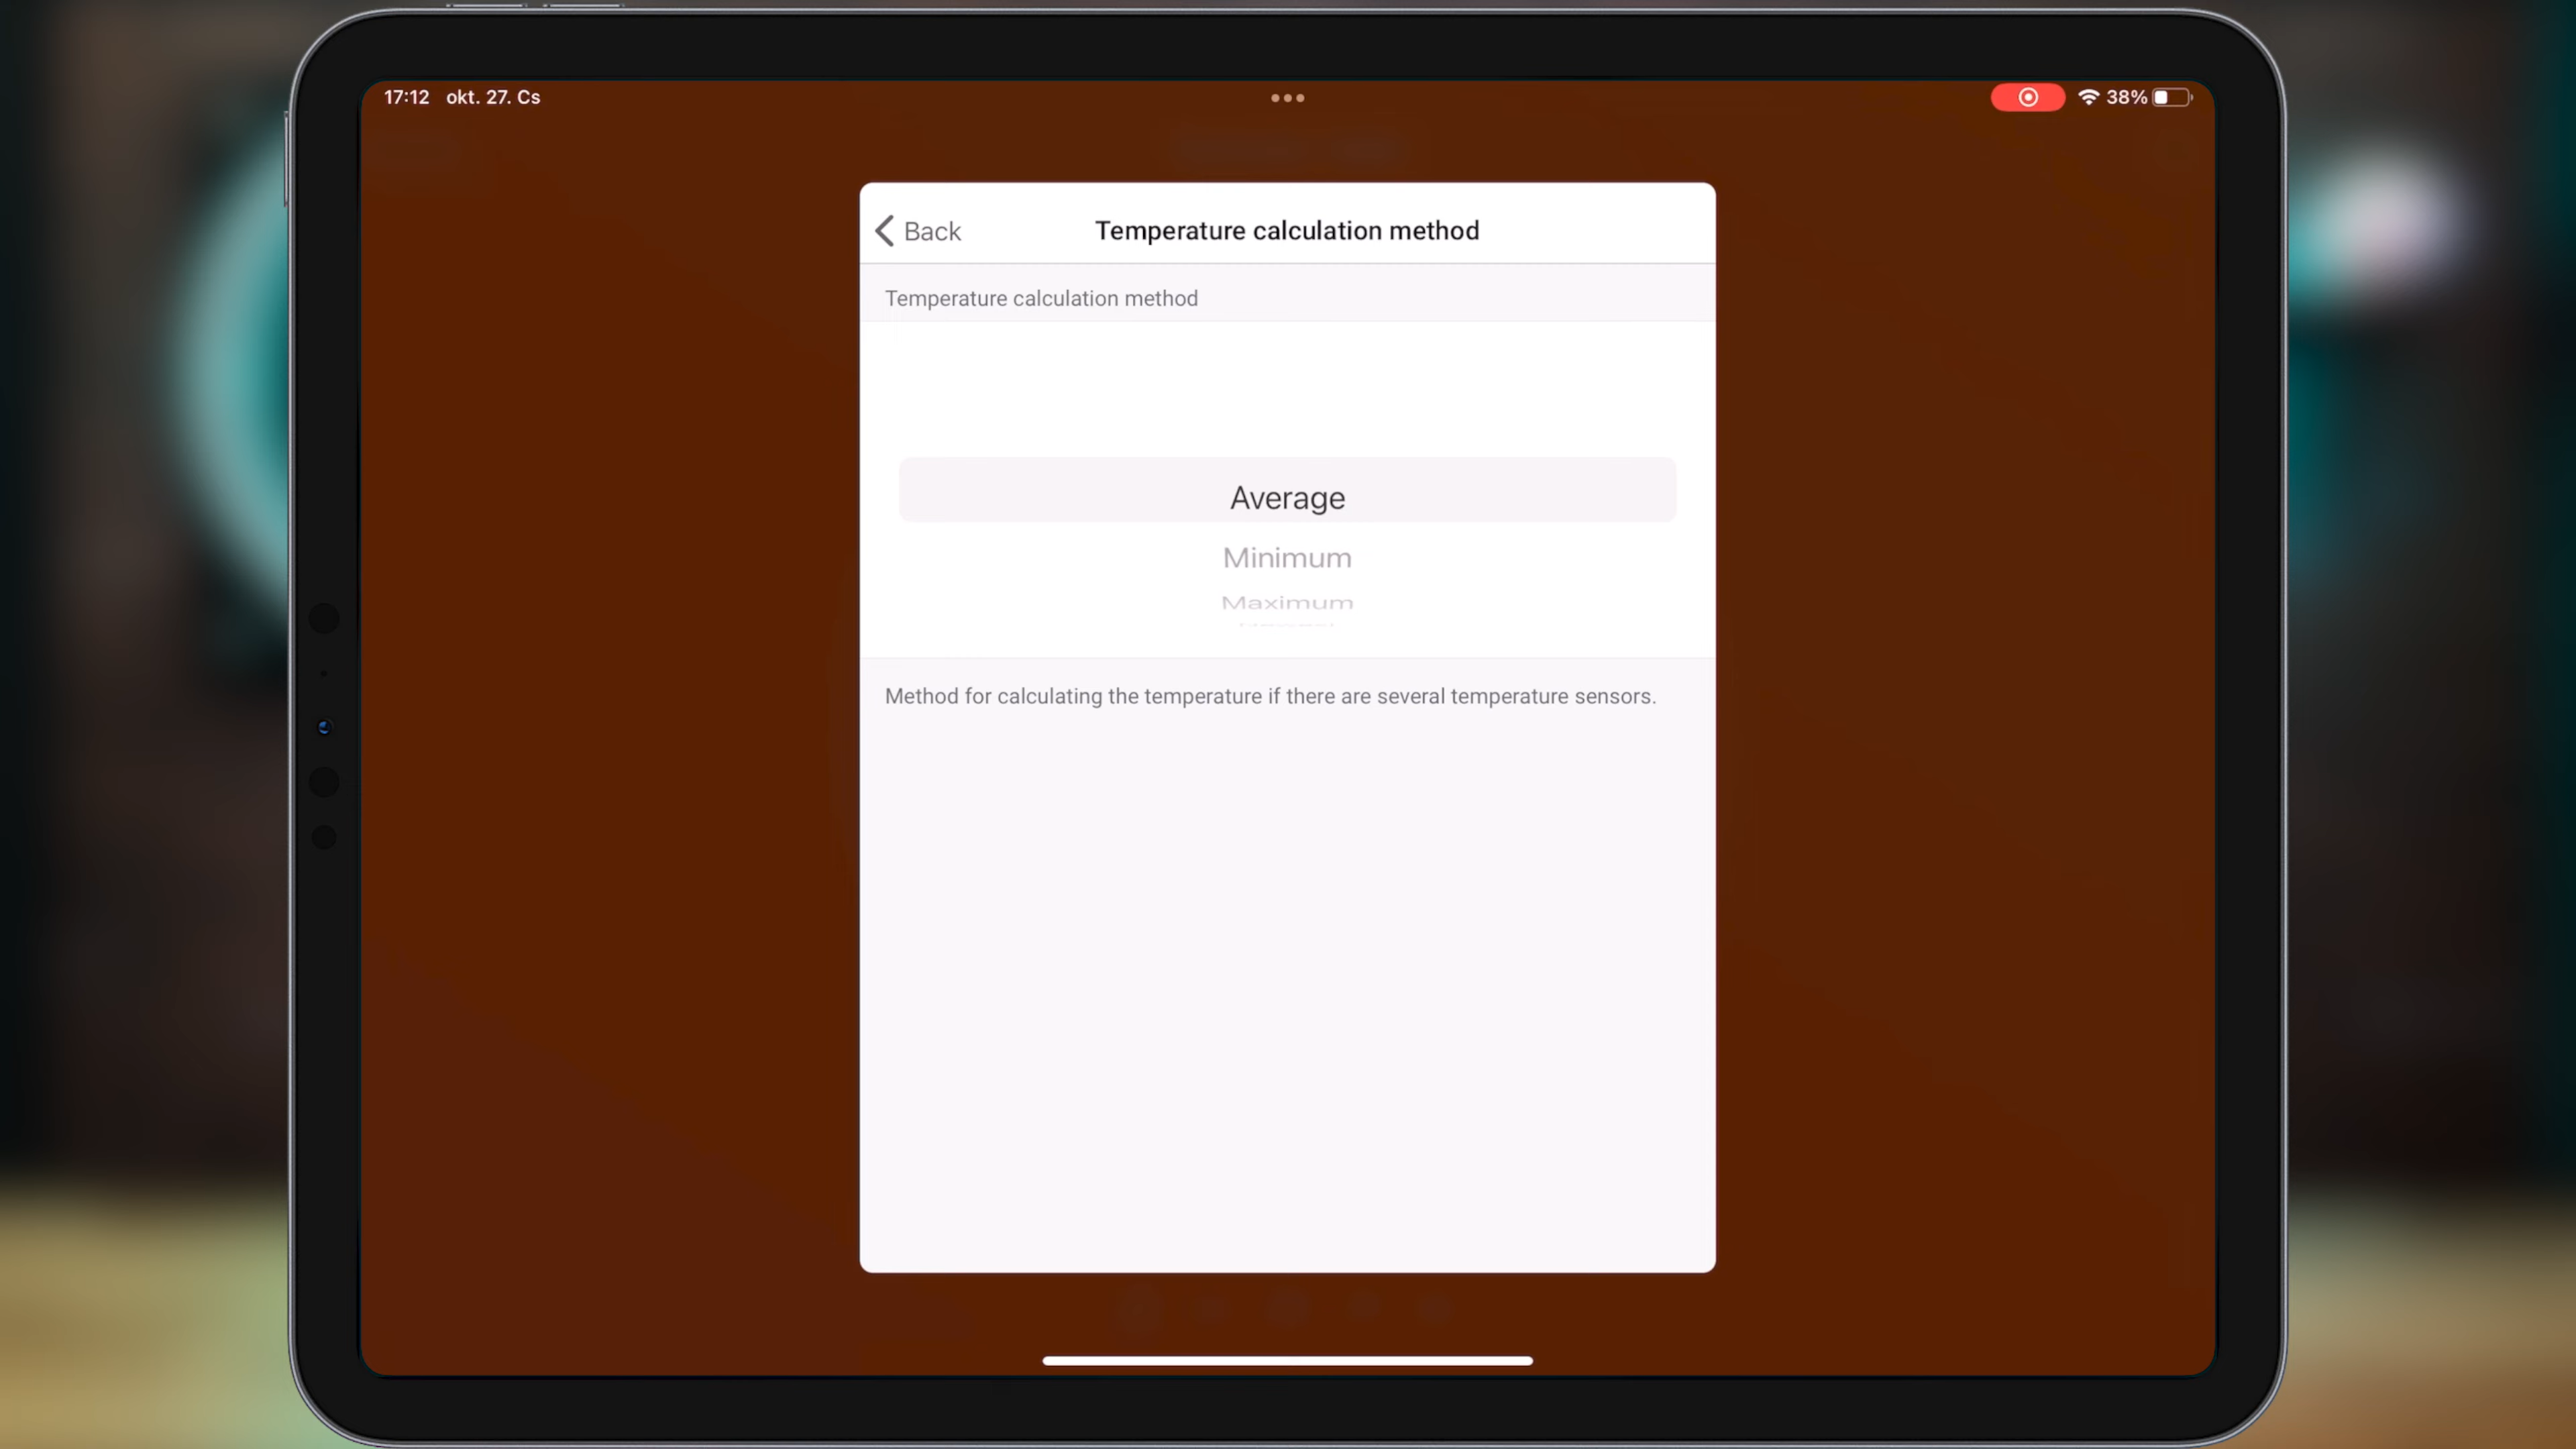 17:12 okt. 27. Cs
38%
Back
Temperature calculation method
Temperature calculation method
Average
Minimum
Maximum
Method for calculating the temperature if there are several temperature sensors.